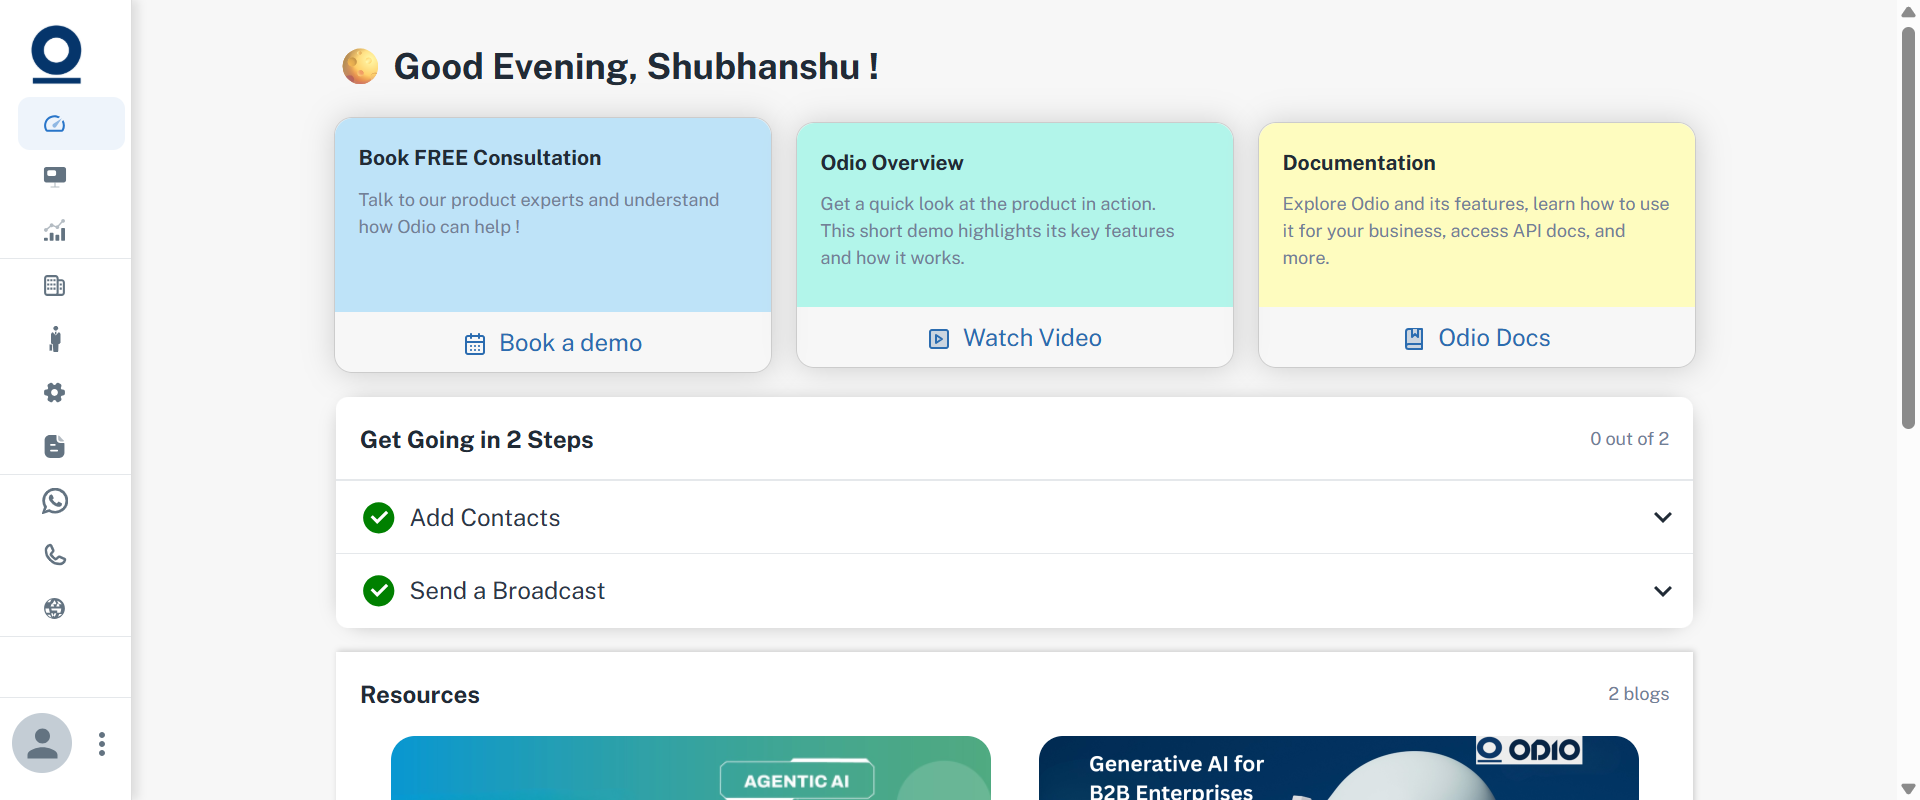 Good Evening, Shubhanshu !
Book FREE Consultation
Talk to our product experts and understand
how Odio can help !
Book a demo
Odio Overview
Get a quick look at the product in action.
This short demo highlights its key features
and how it works.
Watch Video
Documentation
Explore Odio and its features, learn how to use
it for your business, access API docs, and
more.
Odio Docs
Get Going in 2 Steps
0 out of 2
Add Contacts
Send a Broadcast
Resources
2 blogs
AGENTIC AI
Generative AI for
B2B Enterprises
ODIO